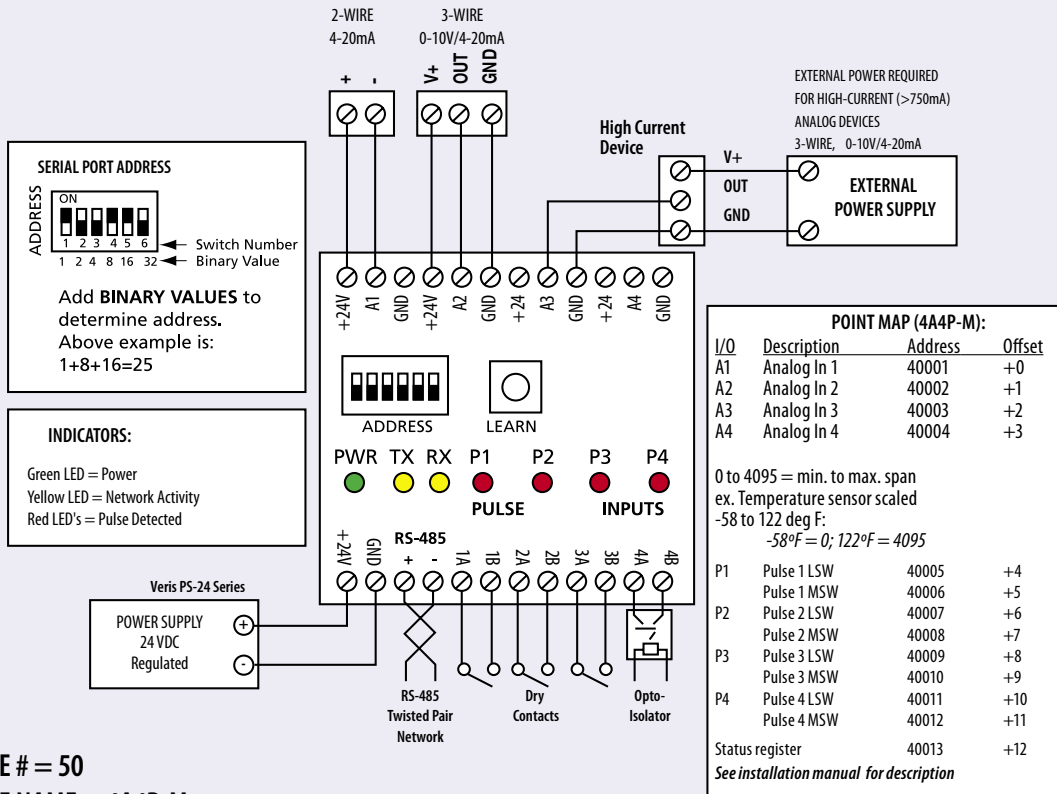 2-WIRE
4-20mA
+ -
3-WIRE
0-10V/4-20mA
V+ OUT GND
EXTERNAL POWER REQUIRED
FOR HIGH-CURRENT (>750mA)
ANALOG DEVICES
3-WIRE, 0-10V/4-20mA
High Current
Device
V+
OUT
GND
EXTERNAL
POWER SUPPLY
SERIAL PORT ADDRESS
ADDRESS
ON
1 2 3 4 5 6
Switch Number
1 2 4 8 16 32
Binary Value
Add BINARY VALUES to
determine address.
Above example is:
1+8+16=25
INDICATORS:
Green LED = Power
Yellow LED = Network Activity
Red LED's = Pulse Detected
+24V A1 GND +24V A2 GND +24 A3 GND +24 A4 GND
ADDRESS
LEARN
PWR TX RX P1 P2 P3 P4
PULSE INPUTS
RS-485
+24V GND + - 1A 1B 2A 2B 3A 3B 4A 4B
Veris PS-24 Series
POWER SUPPLY
24 VDC
Regulated
+
-
RS-485
Twisted Pair
Network
Dry
Contacts
Opto-
Isolator
POINT MAP (4A4P-M):
I/O Description Address Offset
A1 Analog In 1 40001 +0
A2 Analog In 2 40002 +1
A3 Analog In 3 40003 +2
A4 Analog In 4 40004 +3
0 to 4095 = min. to max. span
ex. Temperature sensor scaled
-58 to 122 deg F:
-58ºF = 0; 122ºF = 4095
P1 Pulse 1 LSW 40005 +4
Pulse 1 MSW 40006 +5
P2 Pulse 2 LSW 40007 +6
Pulse 2 MSW 40008 +7
P3 Pulse 3 LSW 40009 +8
Pulse 3 MSW 40010 +9
P4 Pulse 4 LSW 40011 +10
Pulse 4 MSW 40012 +11
Status register 40013 +12
See installation manual for description
E # = 50